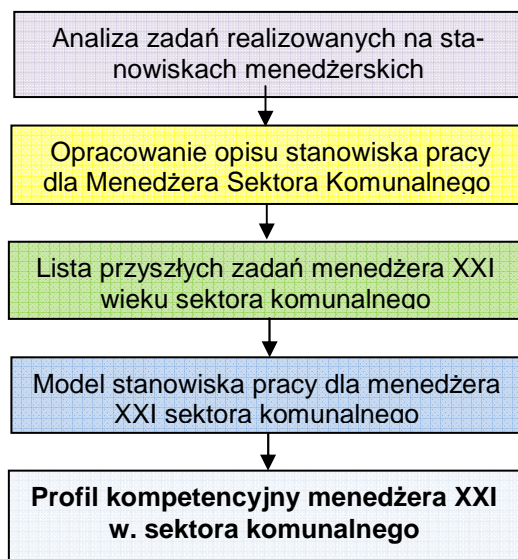 Analiza zadań realizowanych na sta-
nowiskach menedżerskich
Opracowanie opisu stanowiska pracy
dla Menedżera Sektora Komunalnego
Lista przyszłych zadań menedżera XXI
wieku sektora komunalnego
Model stanowiska pracy dla menedżera
XXI sektora komunalnego
Profil kompetencyjny menedżera XXI
w. sektora komunalnego